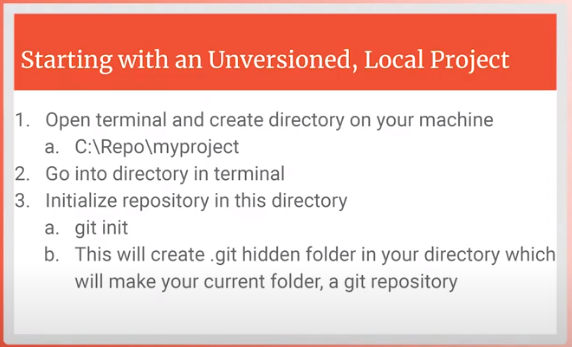 Starting with an Unversioned, Local Project
1. Open terminal and create directory on your machine
a. C:\Repo\myproject
2. Go into directory in terminal
3. Initialize repository in this directory
a. git init
b. This will create .git hidden folder in your directory which
will make your current folder, a git repository